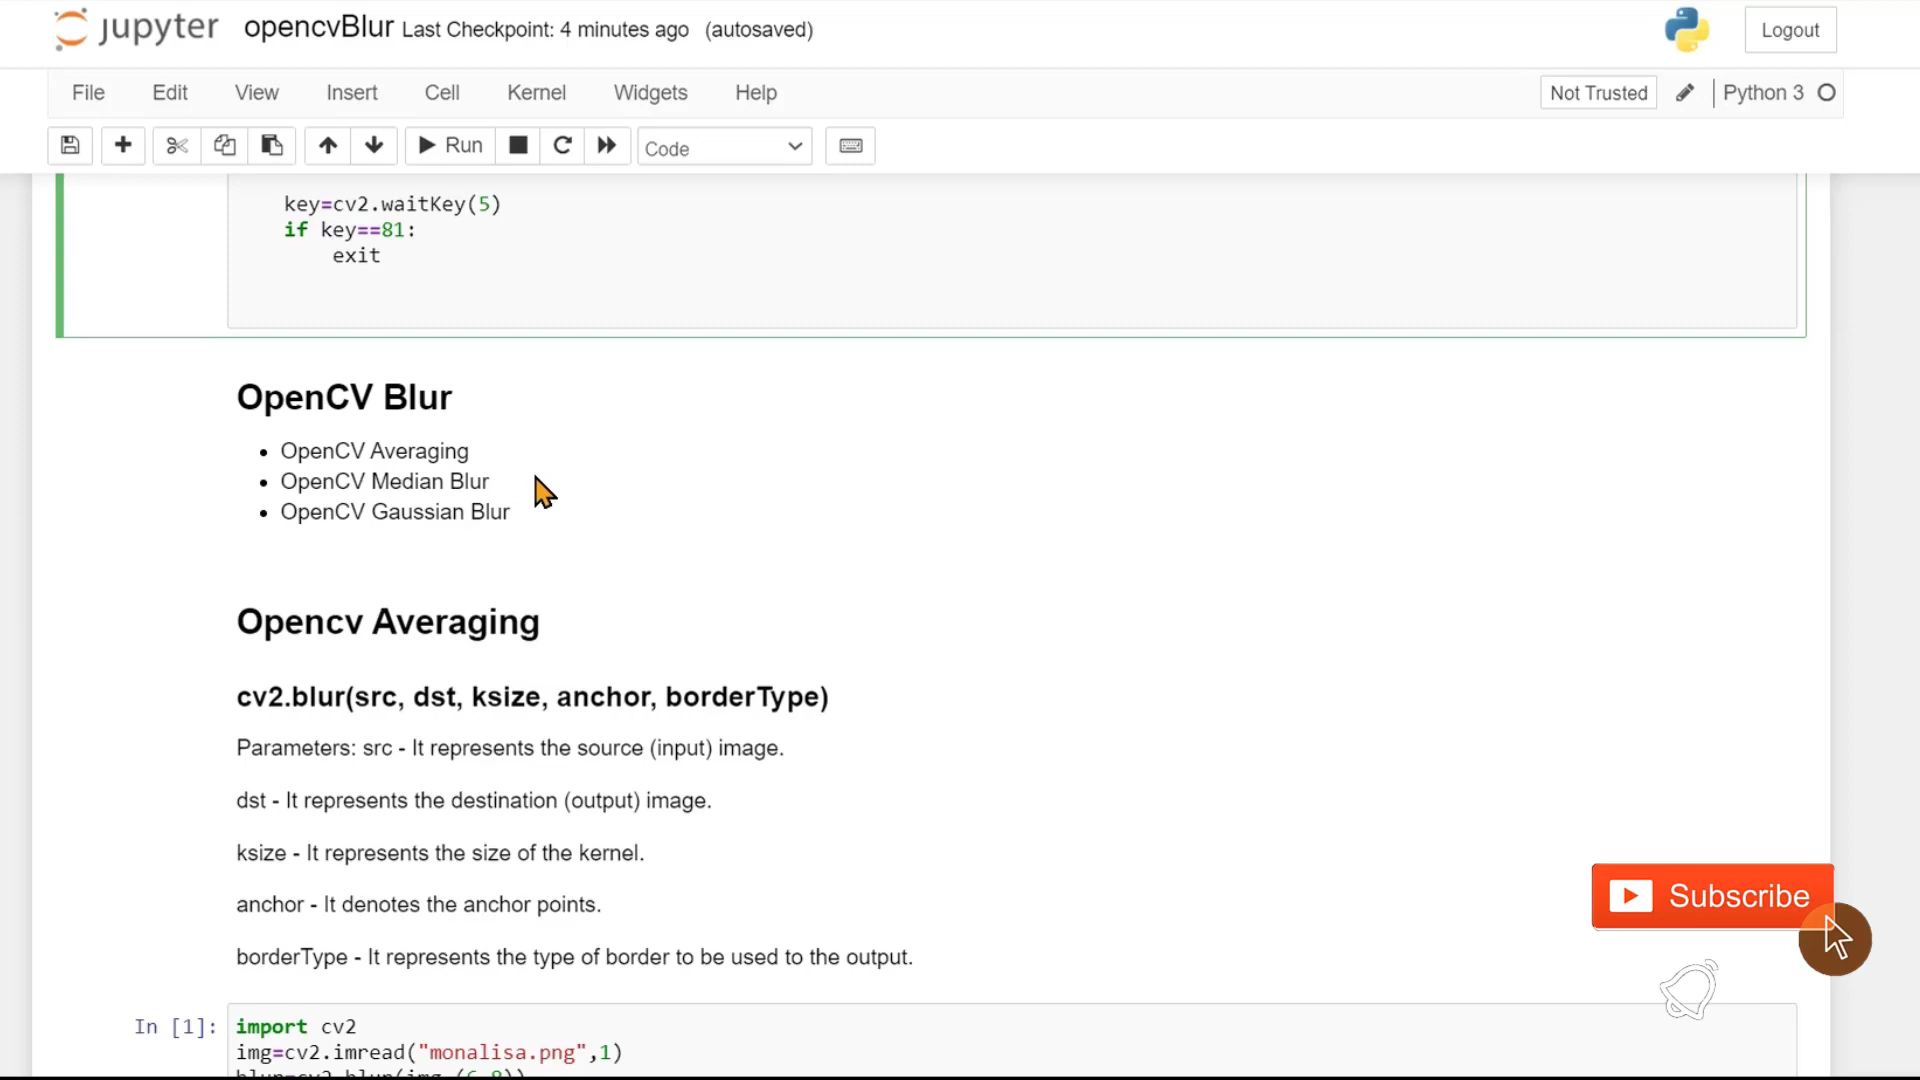 jupyter opencvBlur Last Checkpoint: 4 minutes ago (autosaved) Logout
File Edit View Insert Cell Kernel Widgets Help Not Trusted Python 3
Run Code
key=cv2.waitKey(5)
if key==81:
exit
OpenCV Blur
• OpenCV Averaging
• OpenCV Median Blur
• OpenCV Gaussian Blur
Opencv Averaging
cv2.blur(src, dst, ksize, anchor, borderType)
Parameters: src - It represents the source (input) image.
dst - It represents the destination (output) image.
ksize - It represents the size of the kernel.
anchor - It denotes the anchor points.
Subscribe
borderType - It represents the type of border to be used to the output.
In [1]: import cv2
img=cv2.imread("monalisa.png",1)